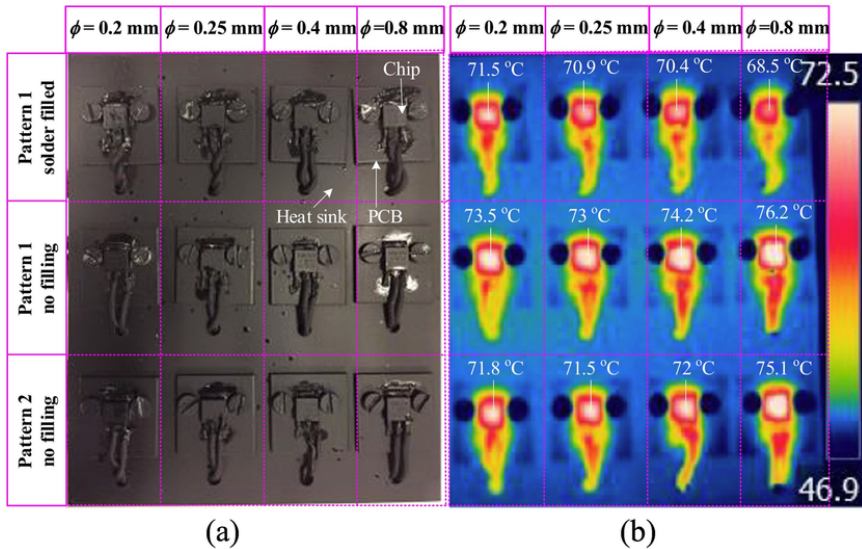 ϕ = 0.2 mm ϕ = 0.25 mm ϕ = 0.4 mm ϕ=0.8 mm
ϕ = 0.2 mm ϕ = 0.25 mm ϕ = 0.4 mm ϕ=0.8 mm
Pattern 1
solder filled
Chip
Heat sink
PCB
71.5 °C 70.9 °C 70.4 °C 68.5 °C
72.5
Pattern 1
no filling
73.5 °C 73 °C 74.2 °C 76.2 °C
Pattern 2
no filling
71.8 °C 71.5 °C 72 °C 75.1 °C
46.9
(a)
(b)